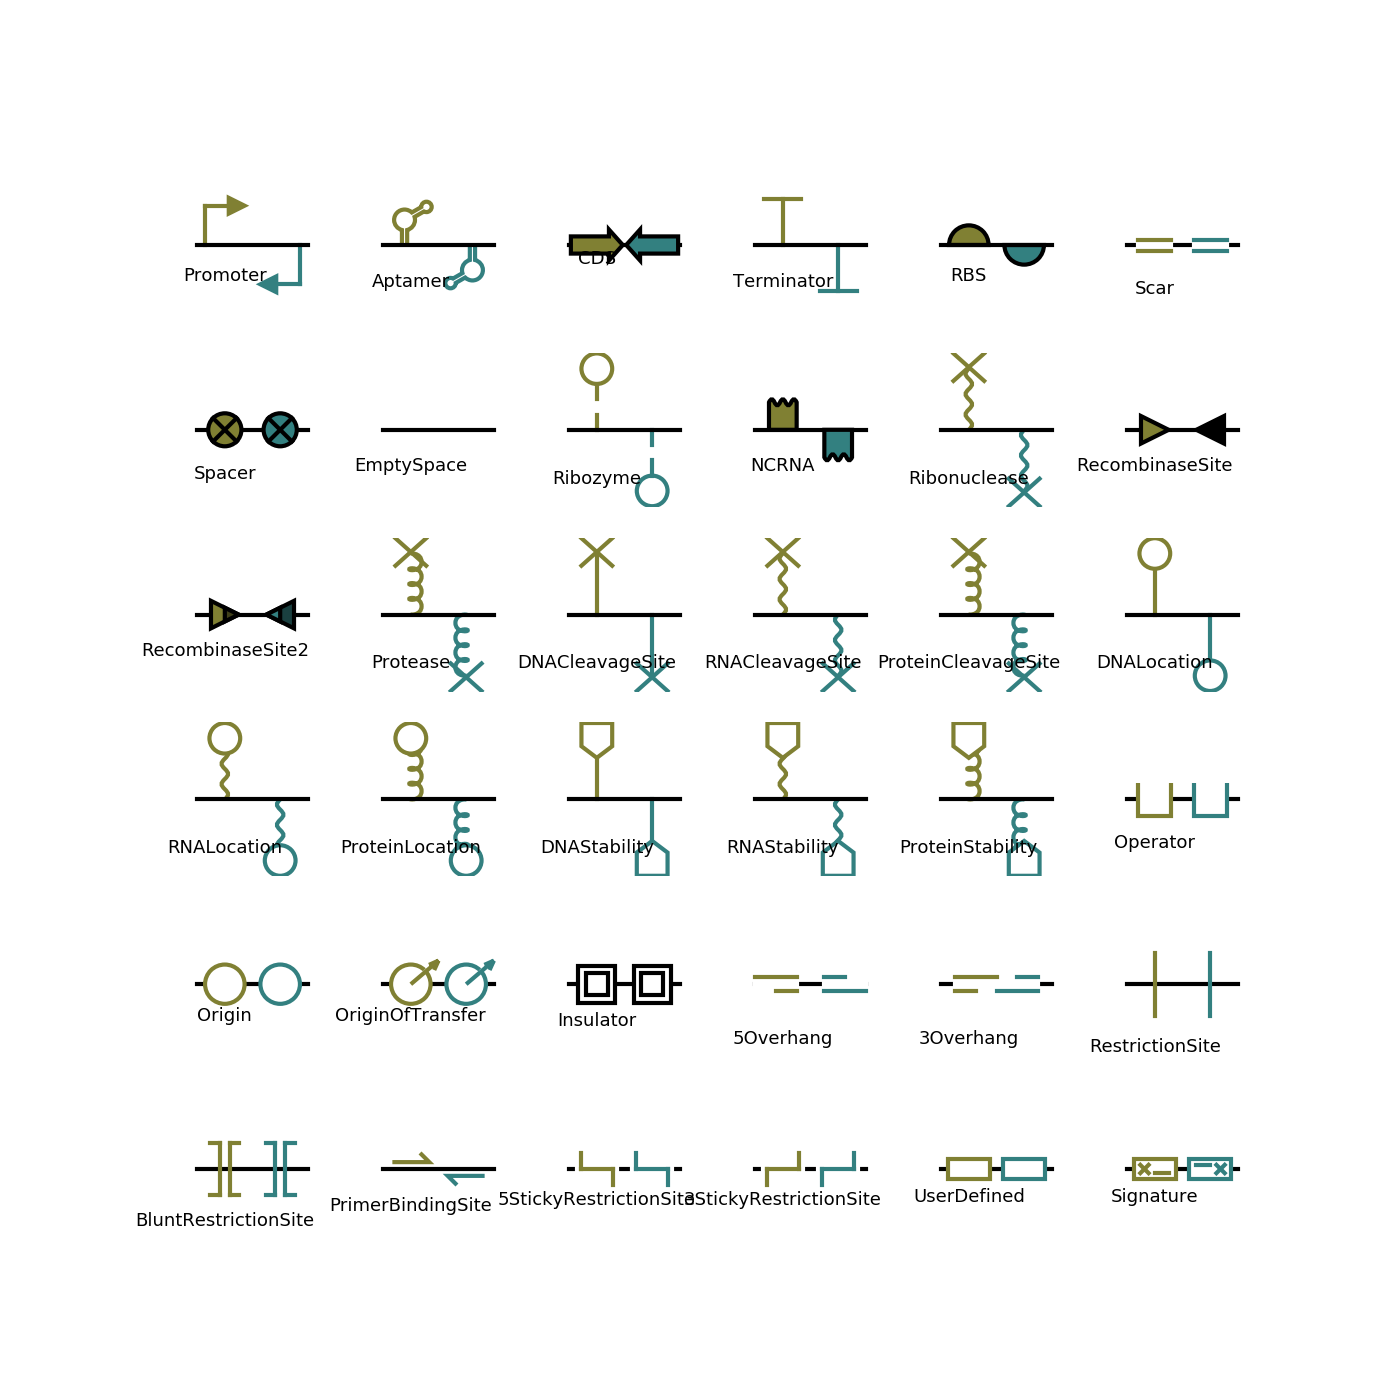 Promoter
Aptamer
CDS
Terminator
RBS
Scar
Spacer
EmptySpace
Ribozyme
NCRNA
Ribonuclease
RecombinaseSite
RecombinaseSite2
Protease
DNACleavageSite
RNACleavageSite
ProteinCleavageSite
DNALocation
RNALocation
ProteinLocation
DNAStability
RNAStability
ProteinStability
Operator
Origin
OriginOfTransfer
Insulator
5Overhang
3Overhang
RestrictionSite
BluntRestrictionSite
PrimerBindingSite
5StickyRestrictionSite
3StickyRestrictionSite
UserDefined
Signature